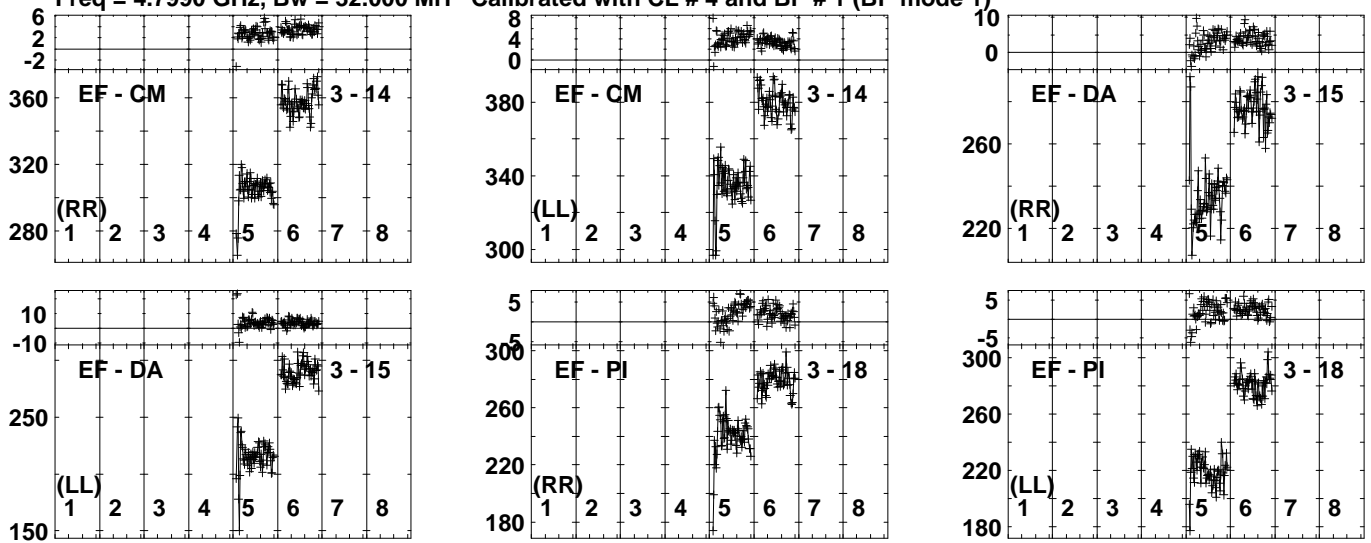 Freq = 4.7990 GHz, Bw = 32.000 MH Calibrated with CL # 4 and BP # 1 (BP mode 1)
6
2
-2
EF - CM 3 - 14
360
320
280
(RR)
1 2 3 4 5 6 7 8
8
4
0
EF - CM 3 - 14
380
340
300
(LL)
1 2 3 4 5 6 7 8
10
0
EF - DA 3 - 15
260
220
(RR)
1 2 3 4 5 6 7 8
10
-10
EF - DA 3 - 15
250
150
(LL)
1 2 3 4 5 6 7 8
5
5
EF - PI 3 - 18
300
260
220
180
(RR)
1 2 3 4 5 6 7 8
5
-5
EF - PI 3 - 18
300
260
220
180
(LL)
1 2 3 4 5 6 7 8